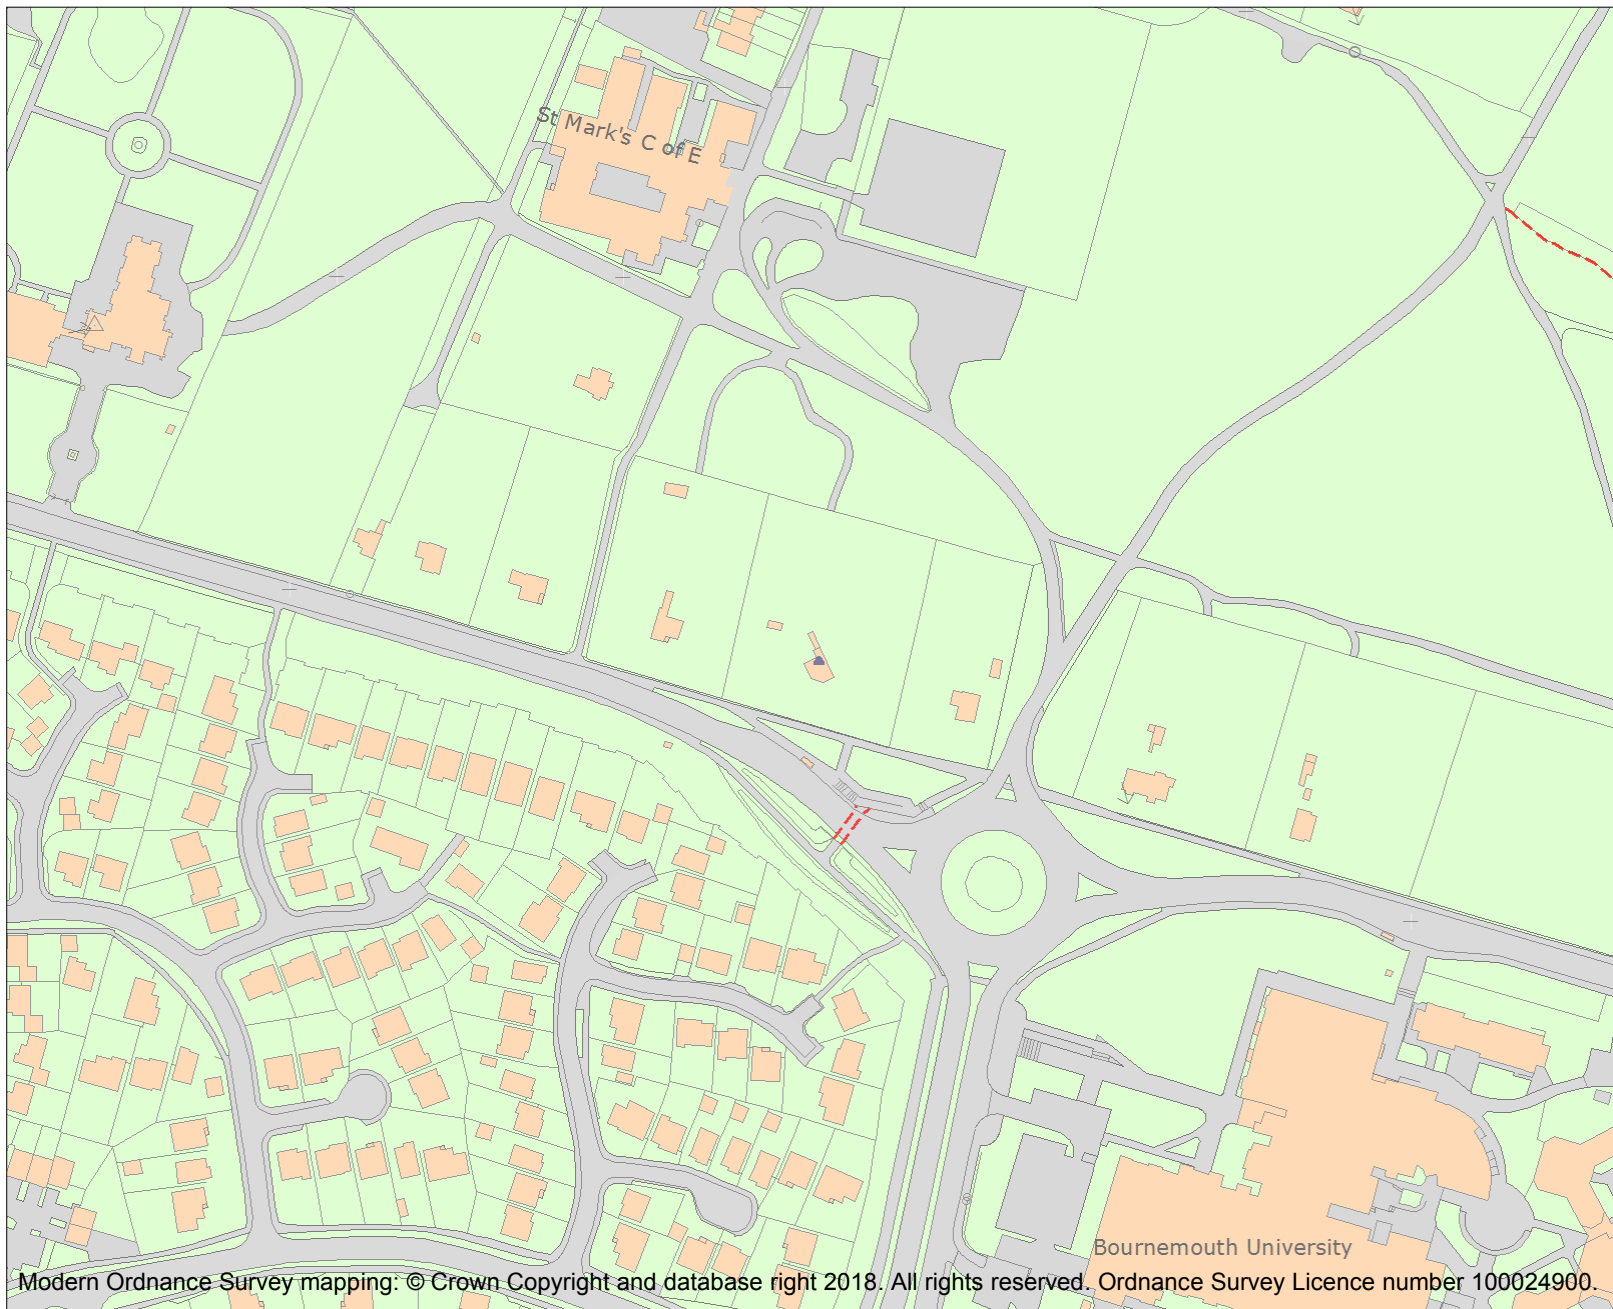 St Mark's C of E
Bournemouth University
Modern Ordnance Survey mapping: © Crown Copyright and database right 2018. All rights reserved. Ordnance Survey Licence number 100024900.